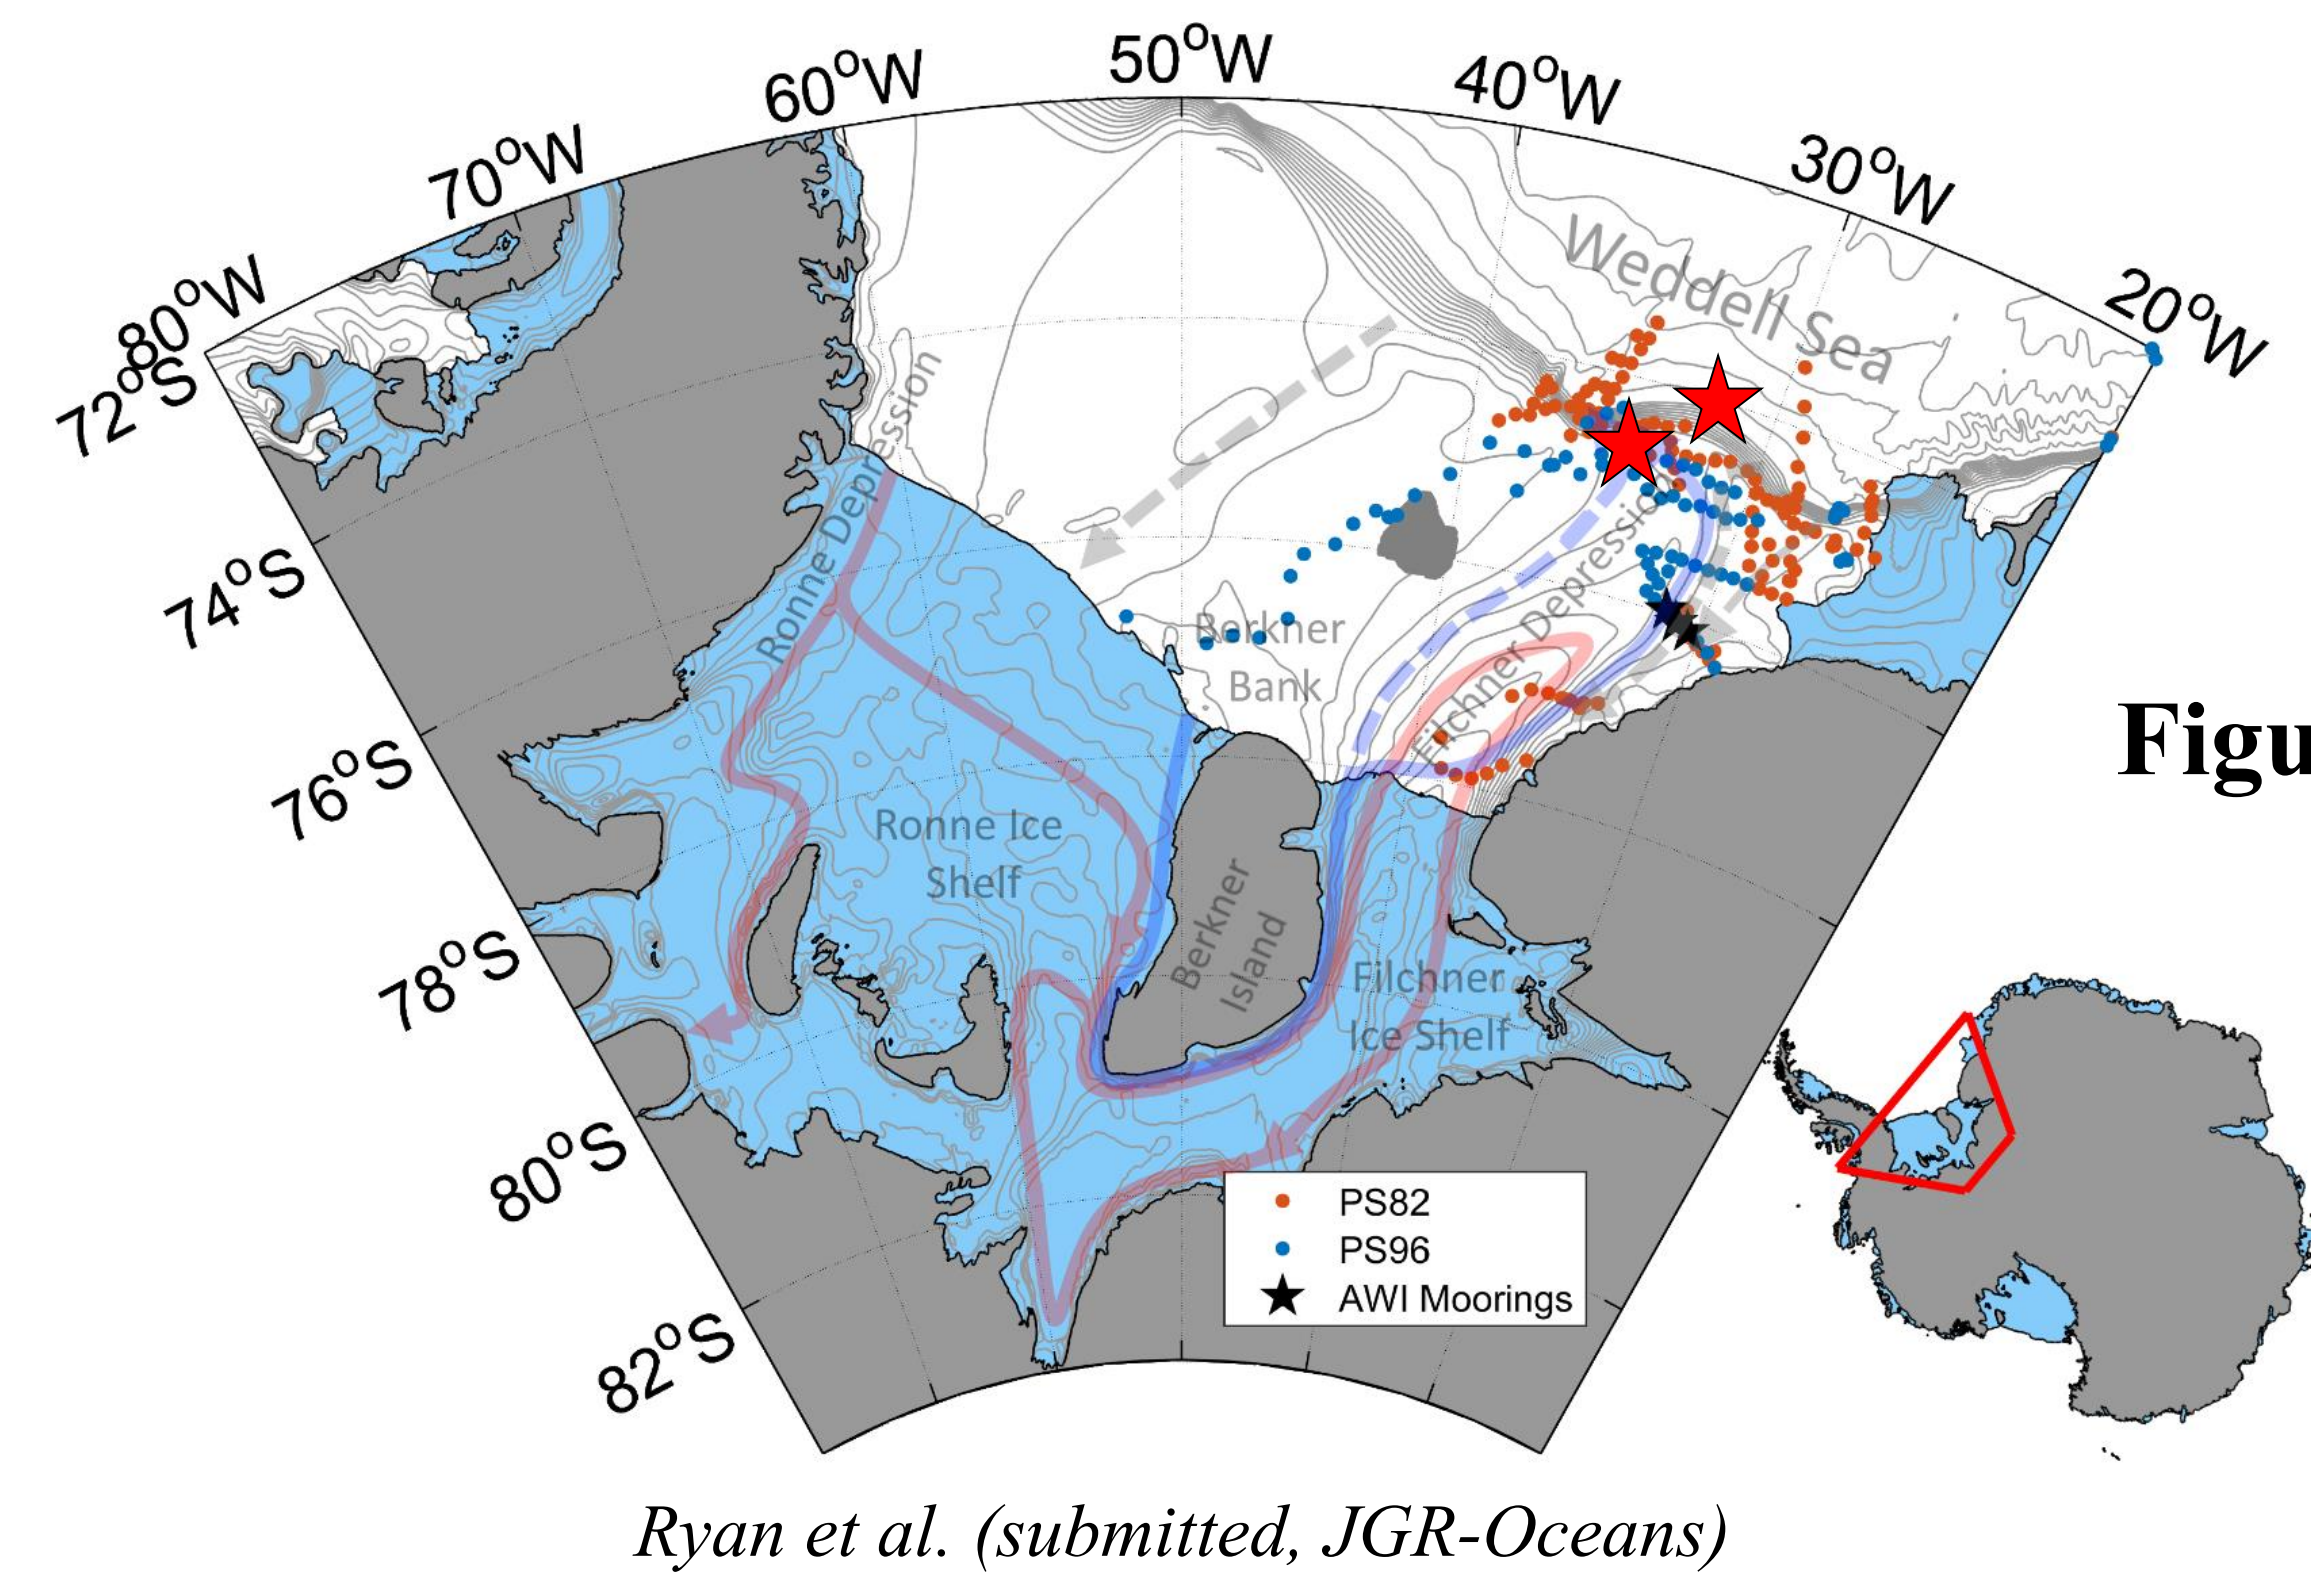 50°W
60°W
40°W
70°W
30°W
80°W
20°W
72°S
Weddell Sea
Ronne Depression
74°S
Filchner Depression
Berkner
Bank
76°S
Figu
Ronne Ice
Shelf
Berkner
Island
78°S
Filchner
Ice Shelf
80°S
PS82
PS96
AWI Moorings
82°S
Ryan et al. (submitted, JGR-Oceans)